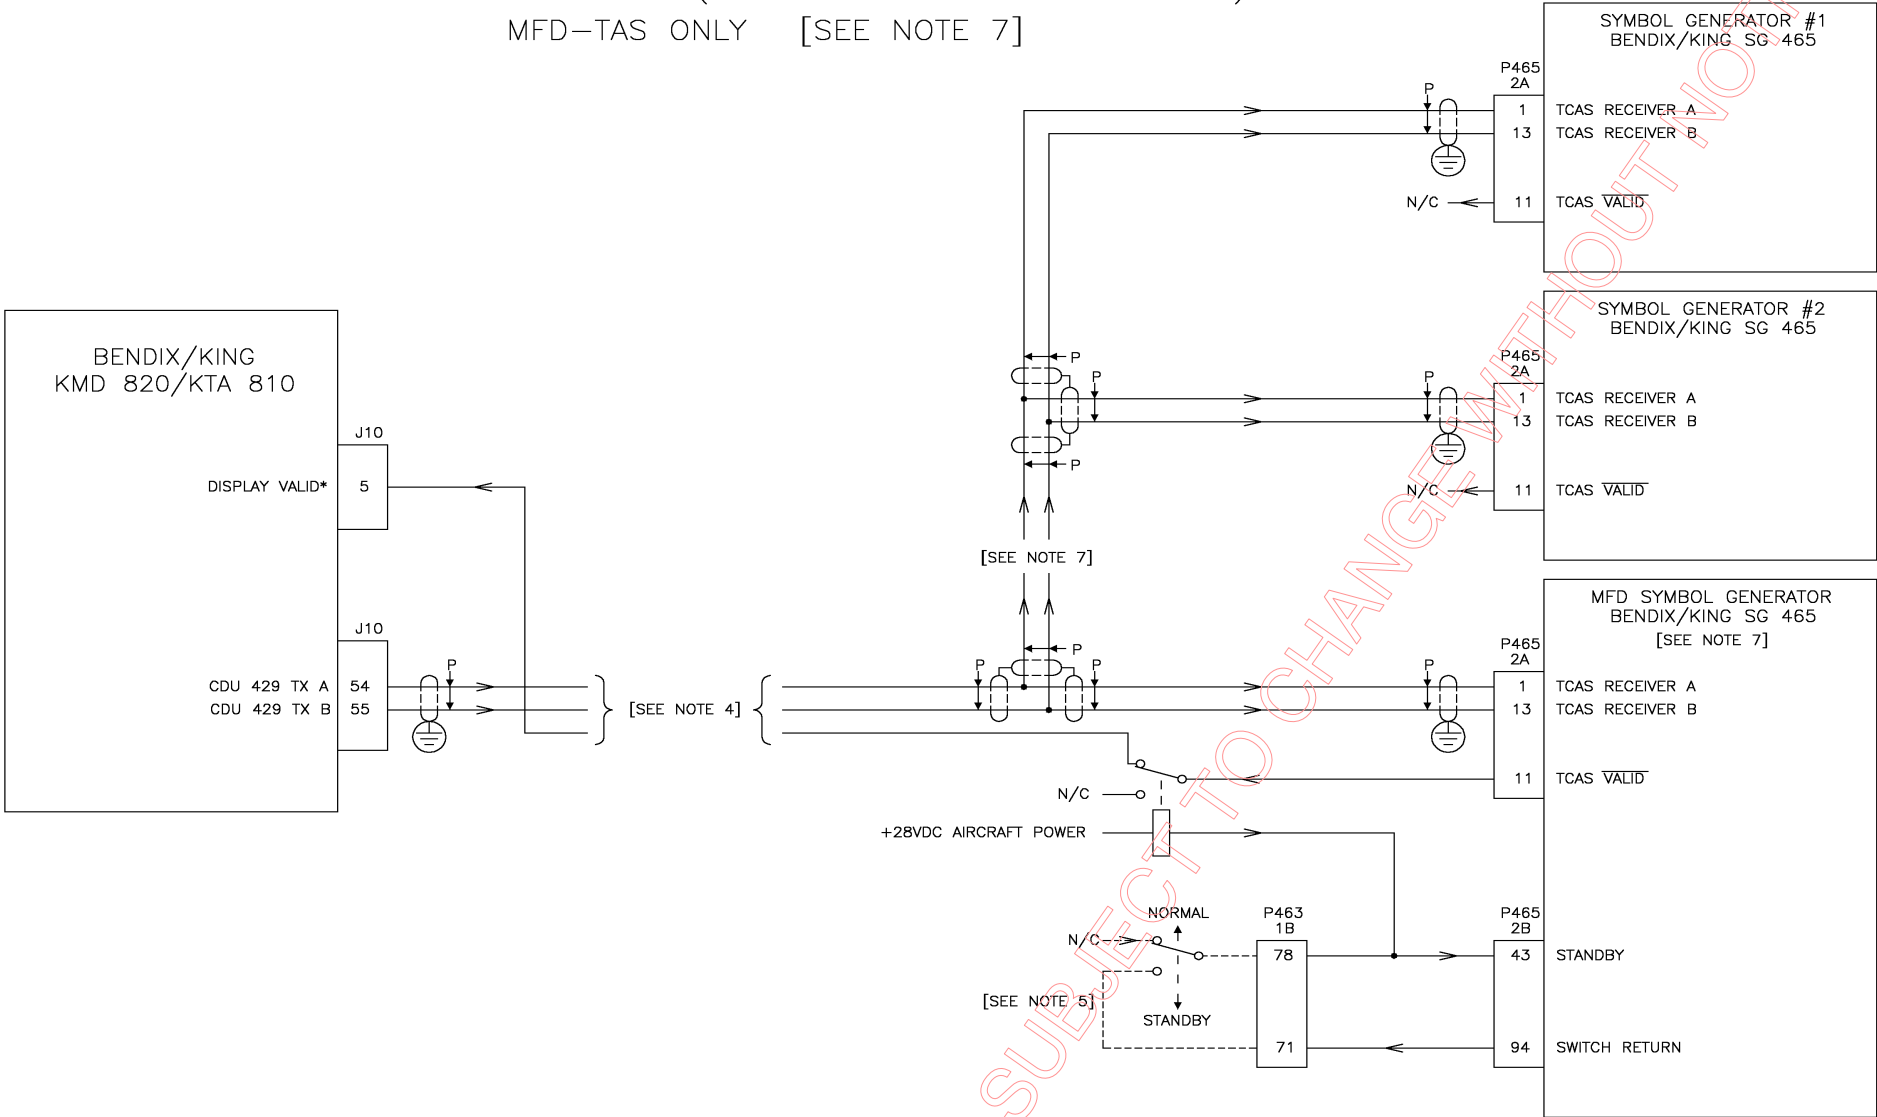 MFD-TAS ONLY [SEE NOTE 7]
SYMBOL GENERATOR #1
BENDIX/KING SG 465
P465
2A
P
1 TCAS RECEIVER A
13 TCAS RECEIVER B
N/C 11 TCAS VALID
SYMBOL GENERATOR #2
BENDIX/KING SG 465
P465
2A
P
P
P
1 TCAS RECEIVER A
13 TCAS RECEIVER B
P
N/C 11 TCAS VALID
BENDIX/KING
KMD 820/KTA 810
J10
DISPLAY VALID* 5
[SEE NOTE 7]
MFD SYMBOL GENERATOR
BENDIX/KING SG 465
[SEE NOTE 7]
J10
P465
2A
P
P
P
P
P
CDU 429 TX A 54
CDU 429 TX B 55
[SEE NOTE 4]
1 TCAS RECEIVER A
13 TCAS RECEIVER B
11 TCAS VALID
N/C
+28VDC AIRCRAFT POWER
NORMAL
P463
1B
P465
2B
N/C
78
43 STANDBY
[SEE NOTE 5]
STANDBY
71
94 SWITCH RETURN
SUBJECT TO CHANGE WITHOUT